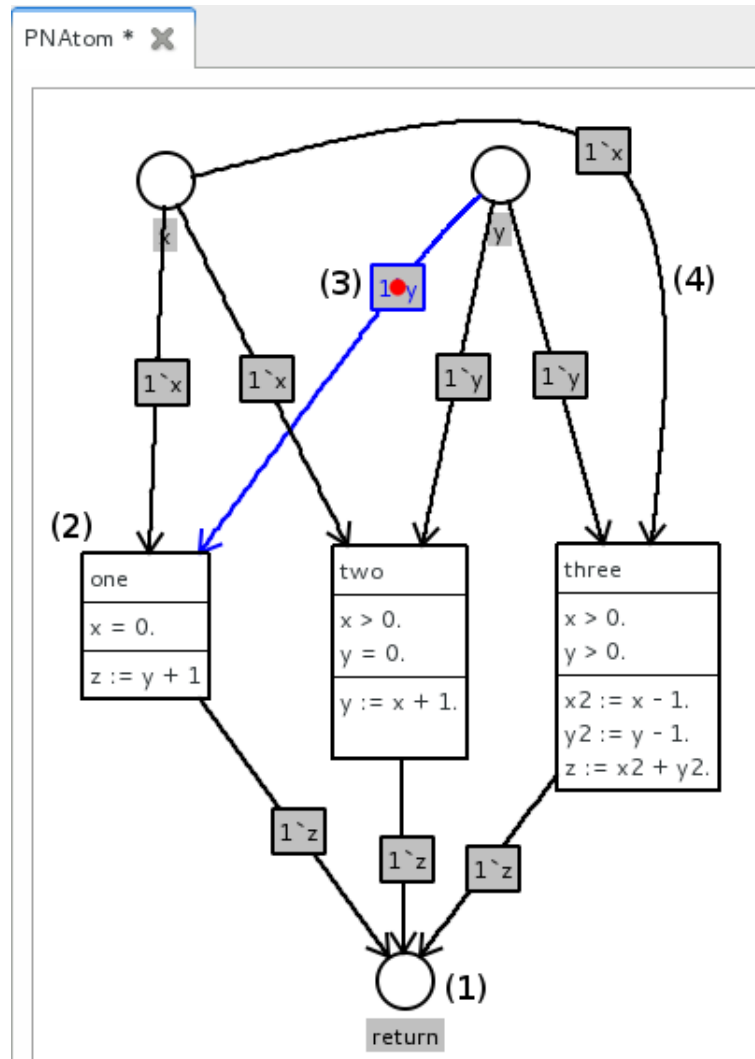 PNAtom *
1`x
x
y
(3)
1`y
(4)
1`x
1`x
1`y
1`y
(2)
one
x = 0.
z := y + 1
two
x > 0.
y = 0.
y := x + 1.
three
x > 0.
y > 0.
x2 := x - 1.
y2 := y - 1.
z := x2 + y2.
1`z
1`z
1`z
(1)
return